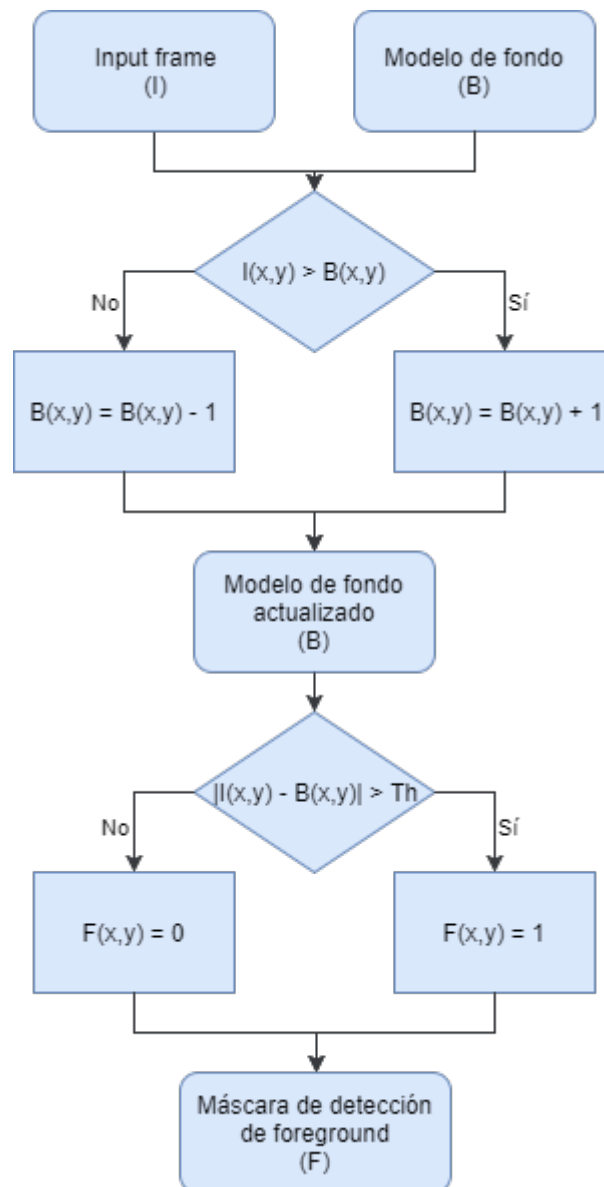 Input frame
(I)
Modelo de fondo
(B)
I(x,y) > B(x,y)
No
Sí
B(x,y) = B(x,y) - 1
B(x,y) = B(x,y) + 1
Modelo de fondo
actualizado
(B)
|I(x,y) - B(x,y)| > Th
No
Sí
F(x,y) = 0
F(x,y) = 1
Máscara de detección
de foreground
(F)